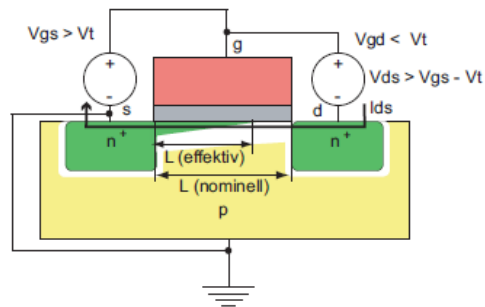 Vgs > Vt
g
Vgd < Vt
+
+
Vds > Vgs - Vt
-
-
s
d
Ids
n+
n+
L (effektiv)
L (nominell)
p